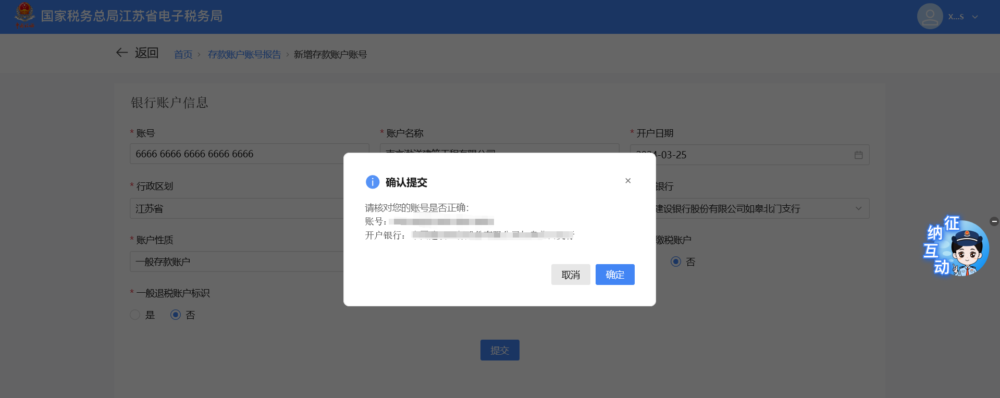 国家税务总局江苏省电子税务局
X...S
返回 首页 › 存款账户账号报告 › 新增存款账户账号
银行账户信息
* 账号 * 账户名称 * 开户日期
6666 6666 6666 6666 6666
-03-25
* 行政区划 银行
江苏省 建设银行股份有限公司如皋北门支行
* 账户性质 缴税账户
一般存款账户 否
* 一般退税账户标识
是 否
提交
确认提交
请核对您的账号是否正确：
账号：
开户银行：
取消 确定
征纳互动